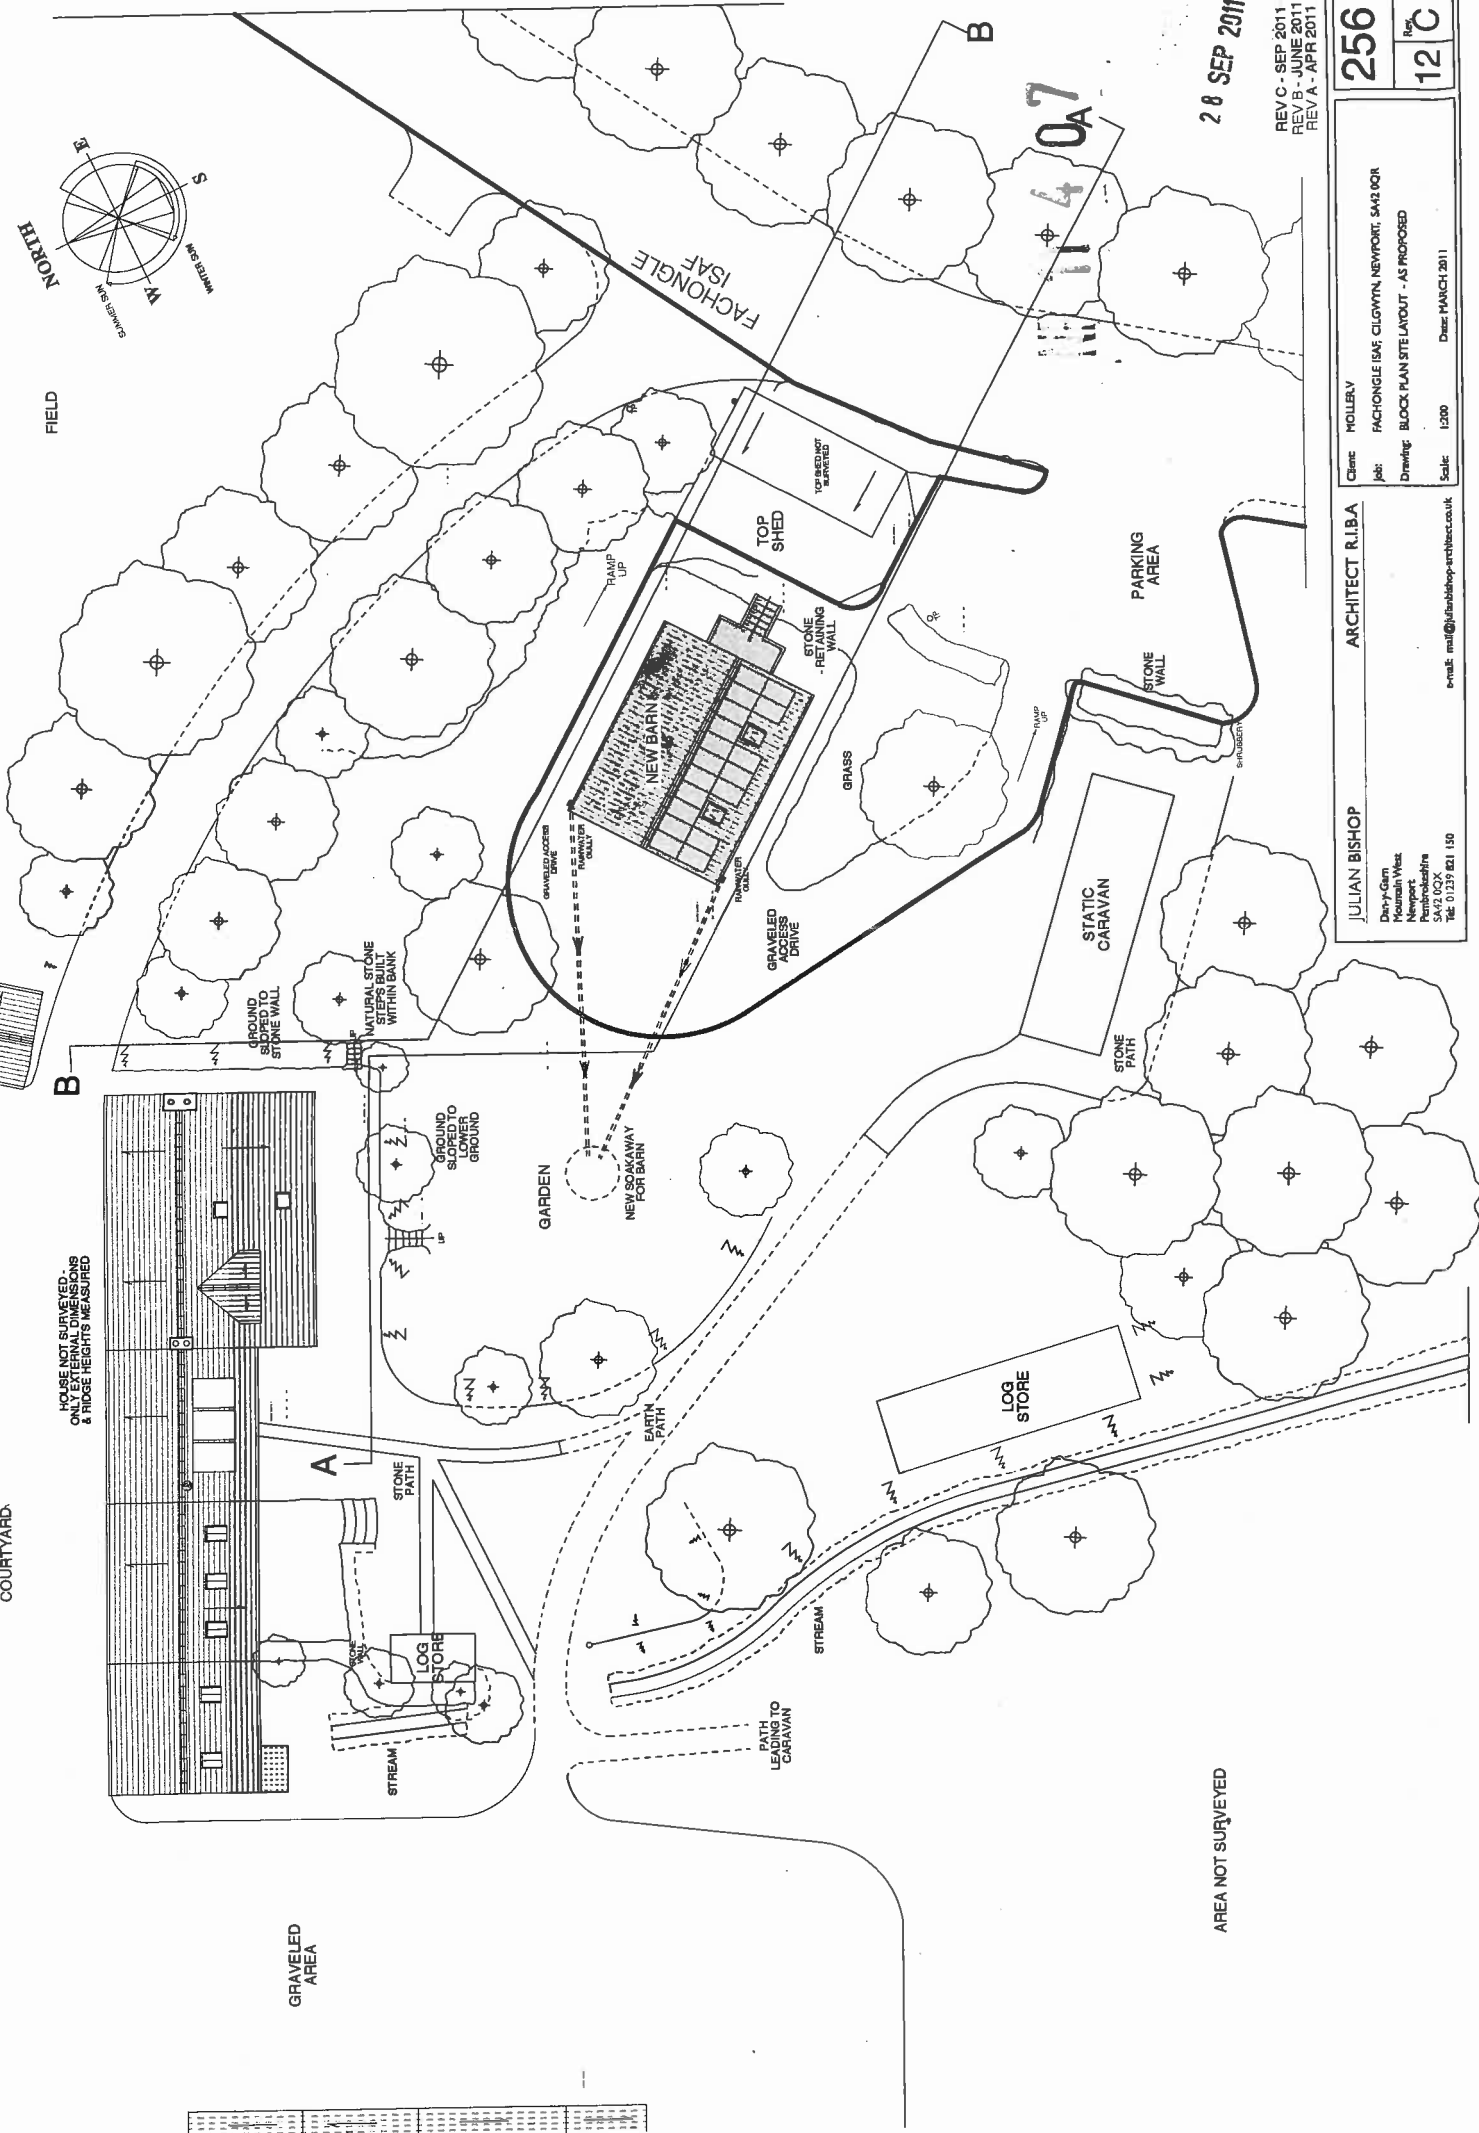 COURTYARD
HOUSE NOT SURVEYED -
ONLY EXTERNAL DIMENSIONS
& RIDGE HEIGHTS MEASURED
FIELD
NORTH
E
S
W
SUMMER SUN
WINTER SUN
B
GROUND
SLOPED TO
STONE WALL
UP
NATURAL STONE
STEPS BUILT
WITHIN BANK
GROUND
SLOPED TO
LOWER
GROUND
UP
GARDEN
NEW SOAKAWAY
FOR BARN
GRAVELED ACCESS
DRIVE
RAINWATER
GULLY
RAINWATER
GULLY
GRAVELED
ACCESS
DRIVE
NEW BARN
RAMP
UP
TOP
SHED
TOP SHED NOT
SURVEYED
FACHONGLE
ISAF
B
A
STONE
RETAINING
WALL
GRASS
RAMP
UP
PARKING
AREA
STONE
WALL
SHRUBBERY
STATIC
CARAVAN
STONE
PATH
A
STONE
PATH
EARTH
PATH
STONE
WALL
LOG
STORE
STREAM
GRAVELED
AREA
PATH
LEADING TO
CARAVAN
STREAM
LOG
STORE
AREA NOT SURVEYED
28 SEP 2011
REV C - SEP 2011
REV B - JUNE 2011
REV A - APR 2011
JULIAN BISHOP
ARCHITECT R.I.B.A
Dan-y-Garn
Mountain West
Newport
Pembrokeshire
SA42 0QX
Tel: 01239 821 150
e-mail: mail@julianbishop-architect.co.uk
Client: MOLLER.V
Job: FACHONGLE ISAF, CILGWYN, NEWPORT, SA42 0QR
Drawing: BLOCK PLAN SITE LAYOUT - AS PROPOSED
Scale: 1:200
Date: MARCH 2011
256
12
Rev.
C